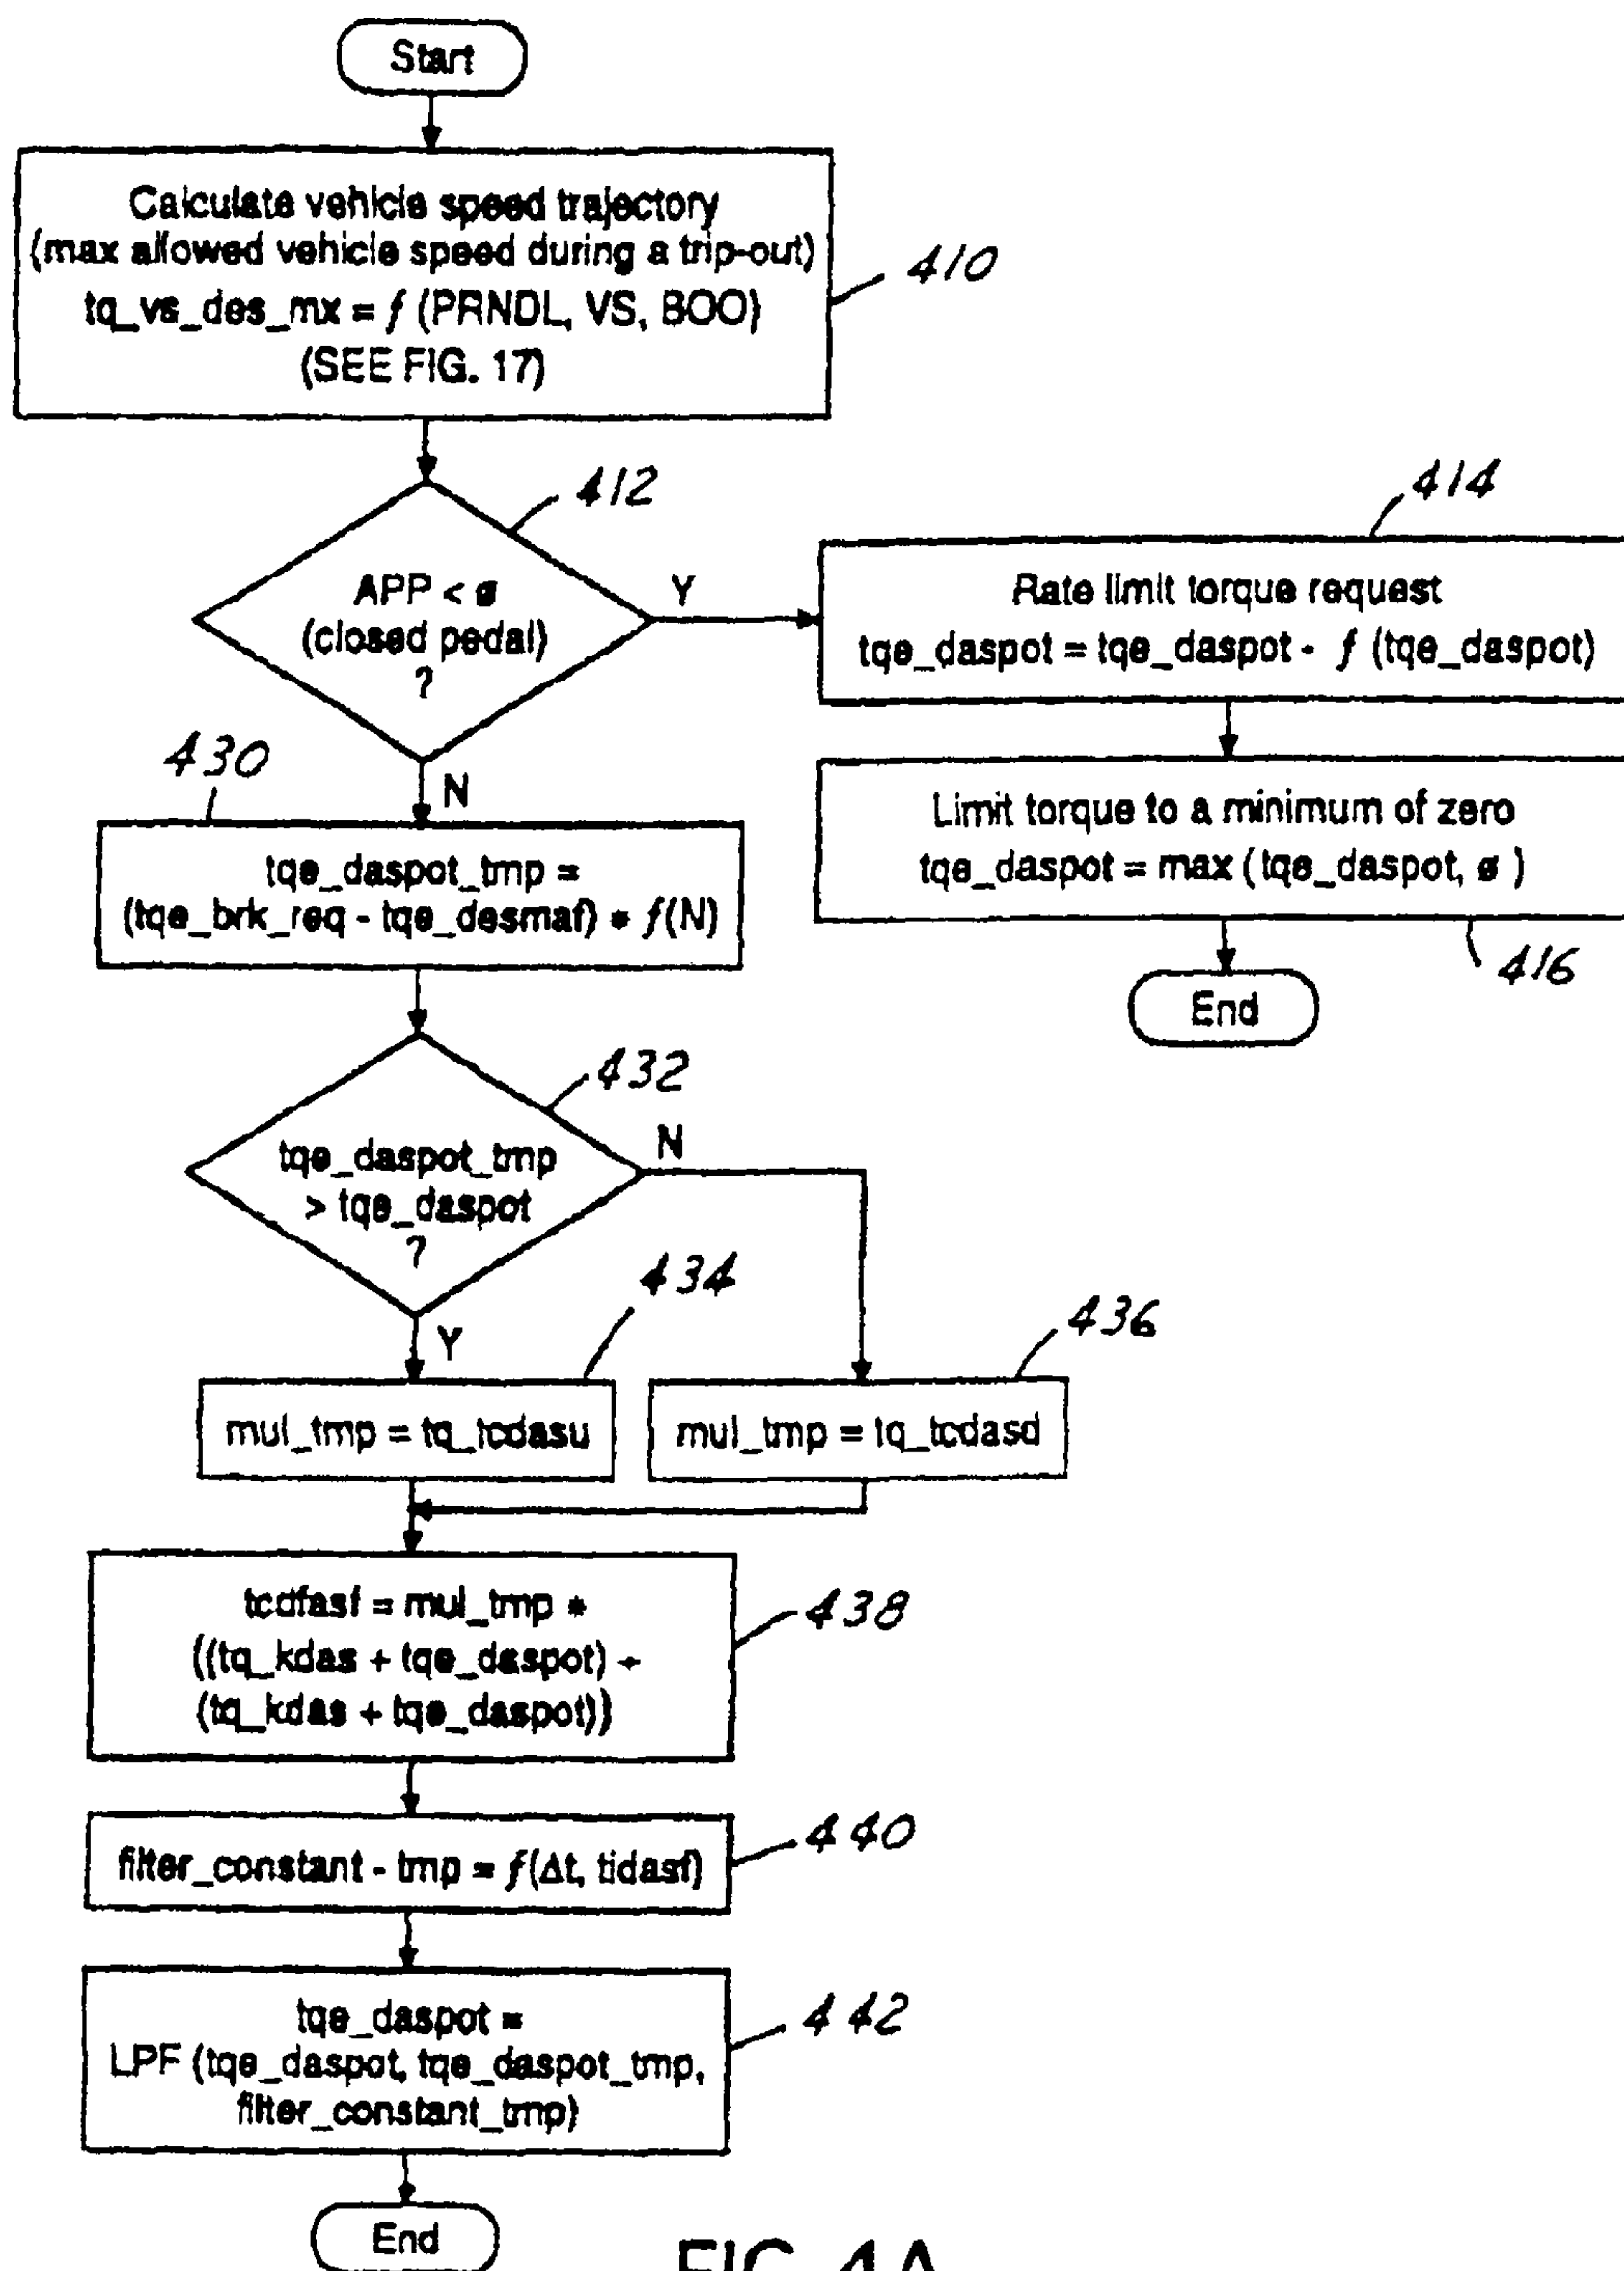 Start
Calculate vehicle speed trajectory
(max allowed vehicle speed during a trip-out)
tq_vs_des_mx = f (PRNDL, VS, BOO)
(SEE FIG. 17)
410
412
APP < ø
(closed pedal)
?
Y
414
Rate limit torque request
tqe_daspot = tqe_daspot - f (tqe_daspot)
Limit torque to a minimum of zero
tqe_daspot = max (tqe_daspot, ø )
416
End
430
N
tqe_daspot_tmp =
(tqe_brk_req - tqe_desmaf) * f(N)
432
tqe_daspot_tmp
> tqe_daspot
?
N
Y
434
mul_tmp = tq_tcdasu
436
mul_tmp = tq_tcdasd
tcdfasf = mul_tmp *
((tq_kdas + tqe_daspot) ÷
(tq_kdas + tqe_daspot))
438
filter_constant - tmp = f(Δt, tidasf)
440
tqe_daspot =
LPF (tqe_daspot, tqe_daspot_tmp,
filter_constant_tmp)
442
End
FIG. 4A